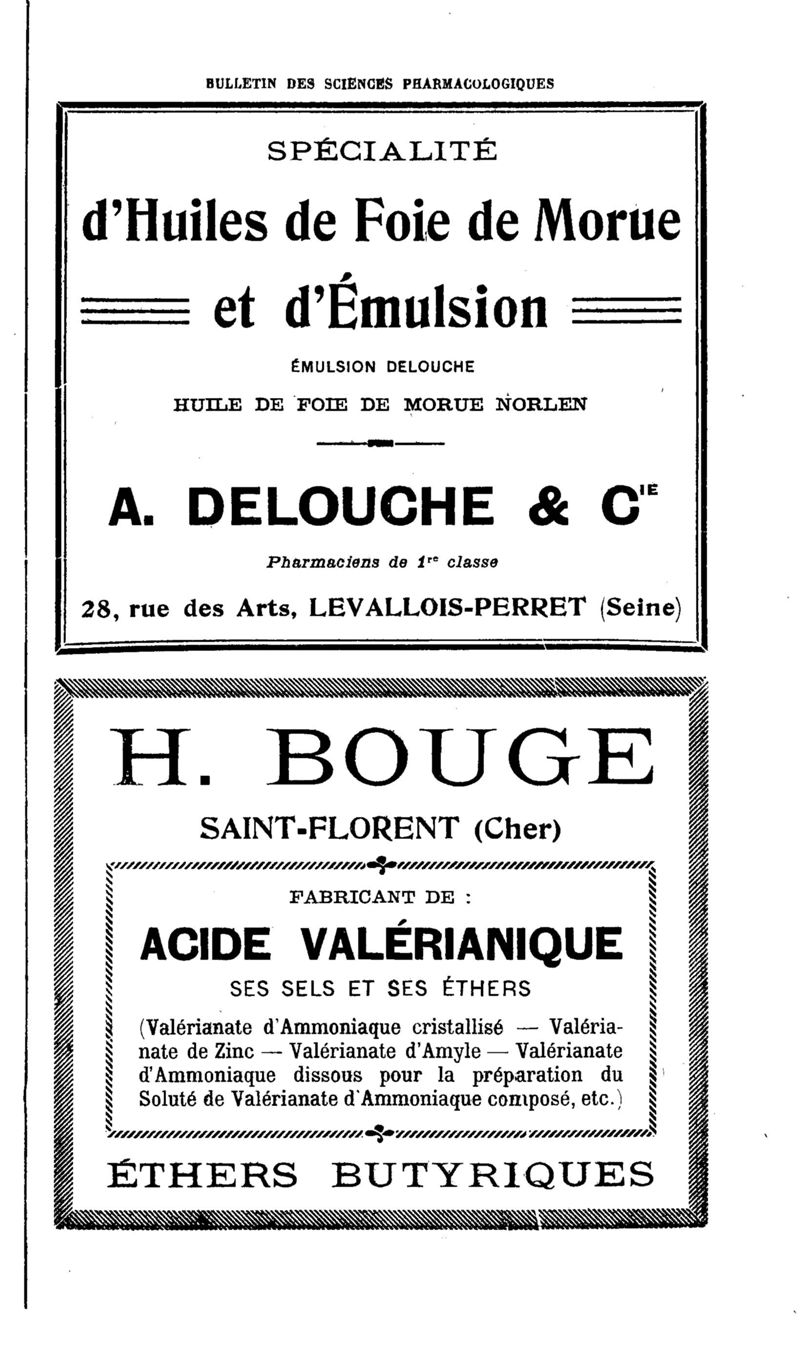 BULLETIN DES SCIENCES PHARMACOLOGIQUES
SPÉCIALITÉ
d'Huiles de Foie de Morue
et d'Émulsion
ÉMULSION DELOUCHE
HUILE DE FOIE DE MORUE NORLEN
A. DELOUCHE & CIE
Pharmaciens de 1re classe
28, rue des Arts, LEVALLOIS-PERRET (Seine)
H. BOUGE
SAINT-FLORENT (Cher)
FABRICANT DE :
ACIDE VALÉRIANIQUE
SES SELS ET SES ÉTHERS
(Valérianate d'Ammoniaque cristallisé — Valéria-
nate de Zinc — Valérianate d'Amyle — Valérianate
d'Ammoniaque dissous pour la préparation du
Soluté de Valérianate d'Ammoniaque composé, etc.)
ÉTHERS BUTYRIQUES